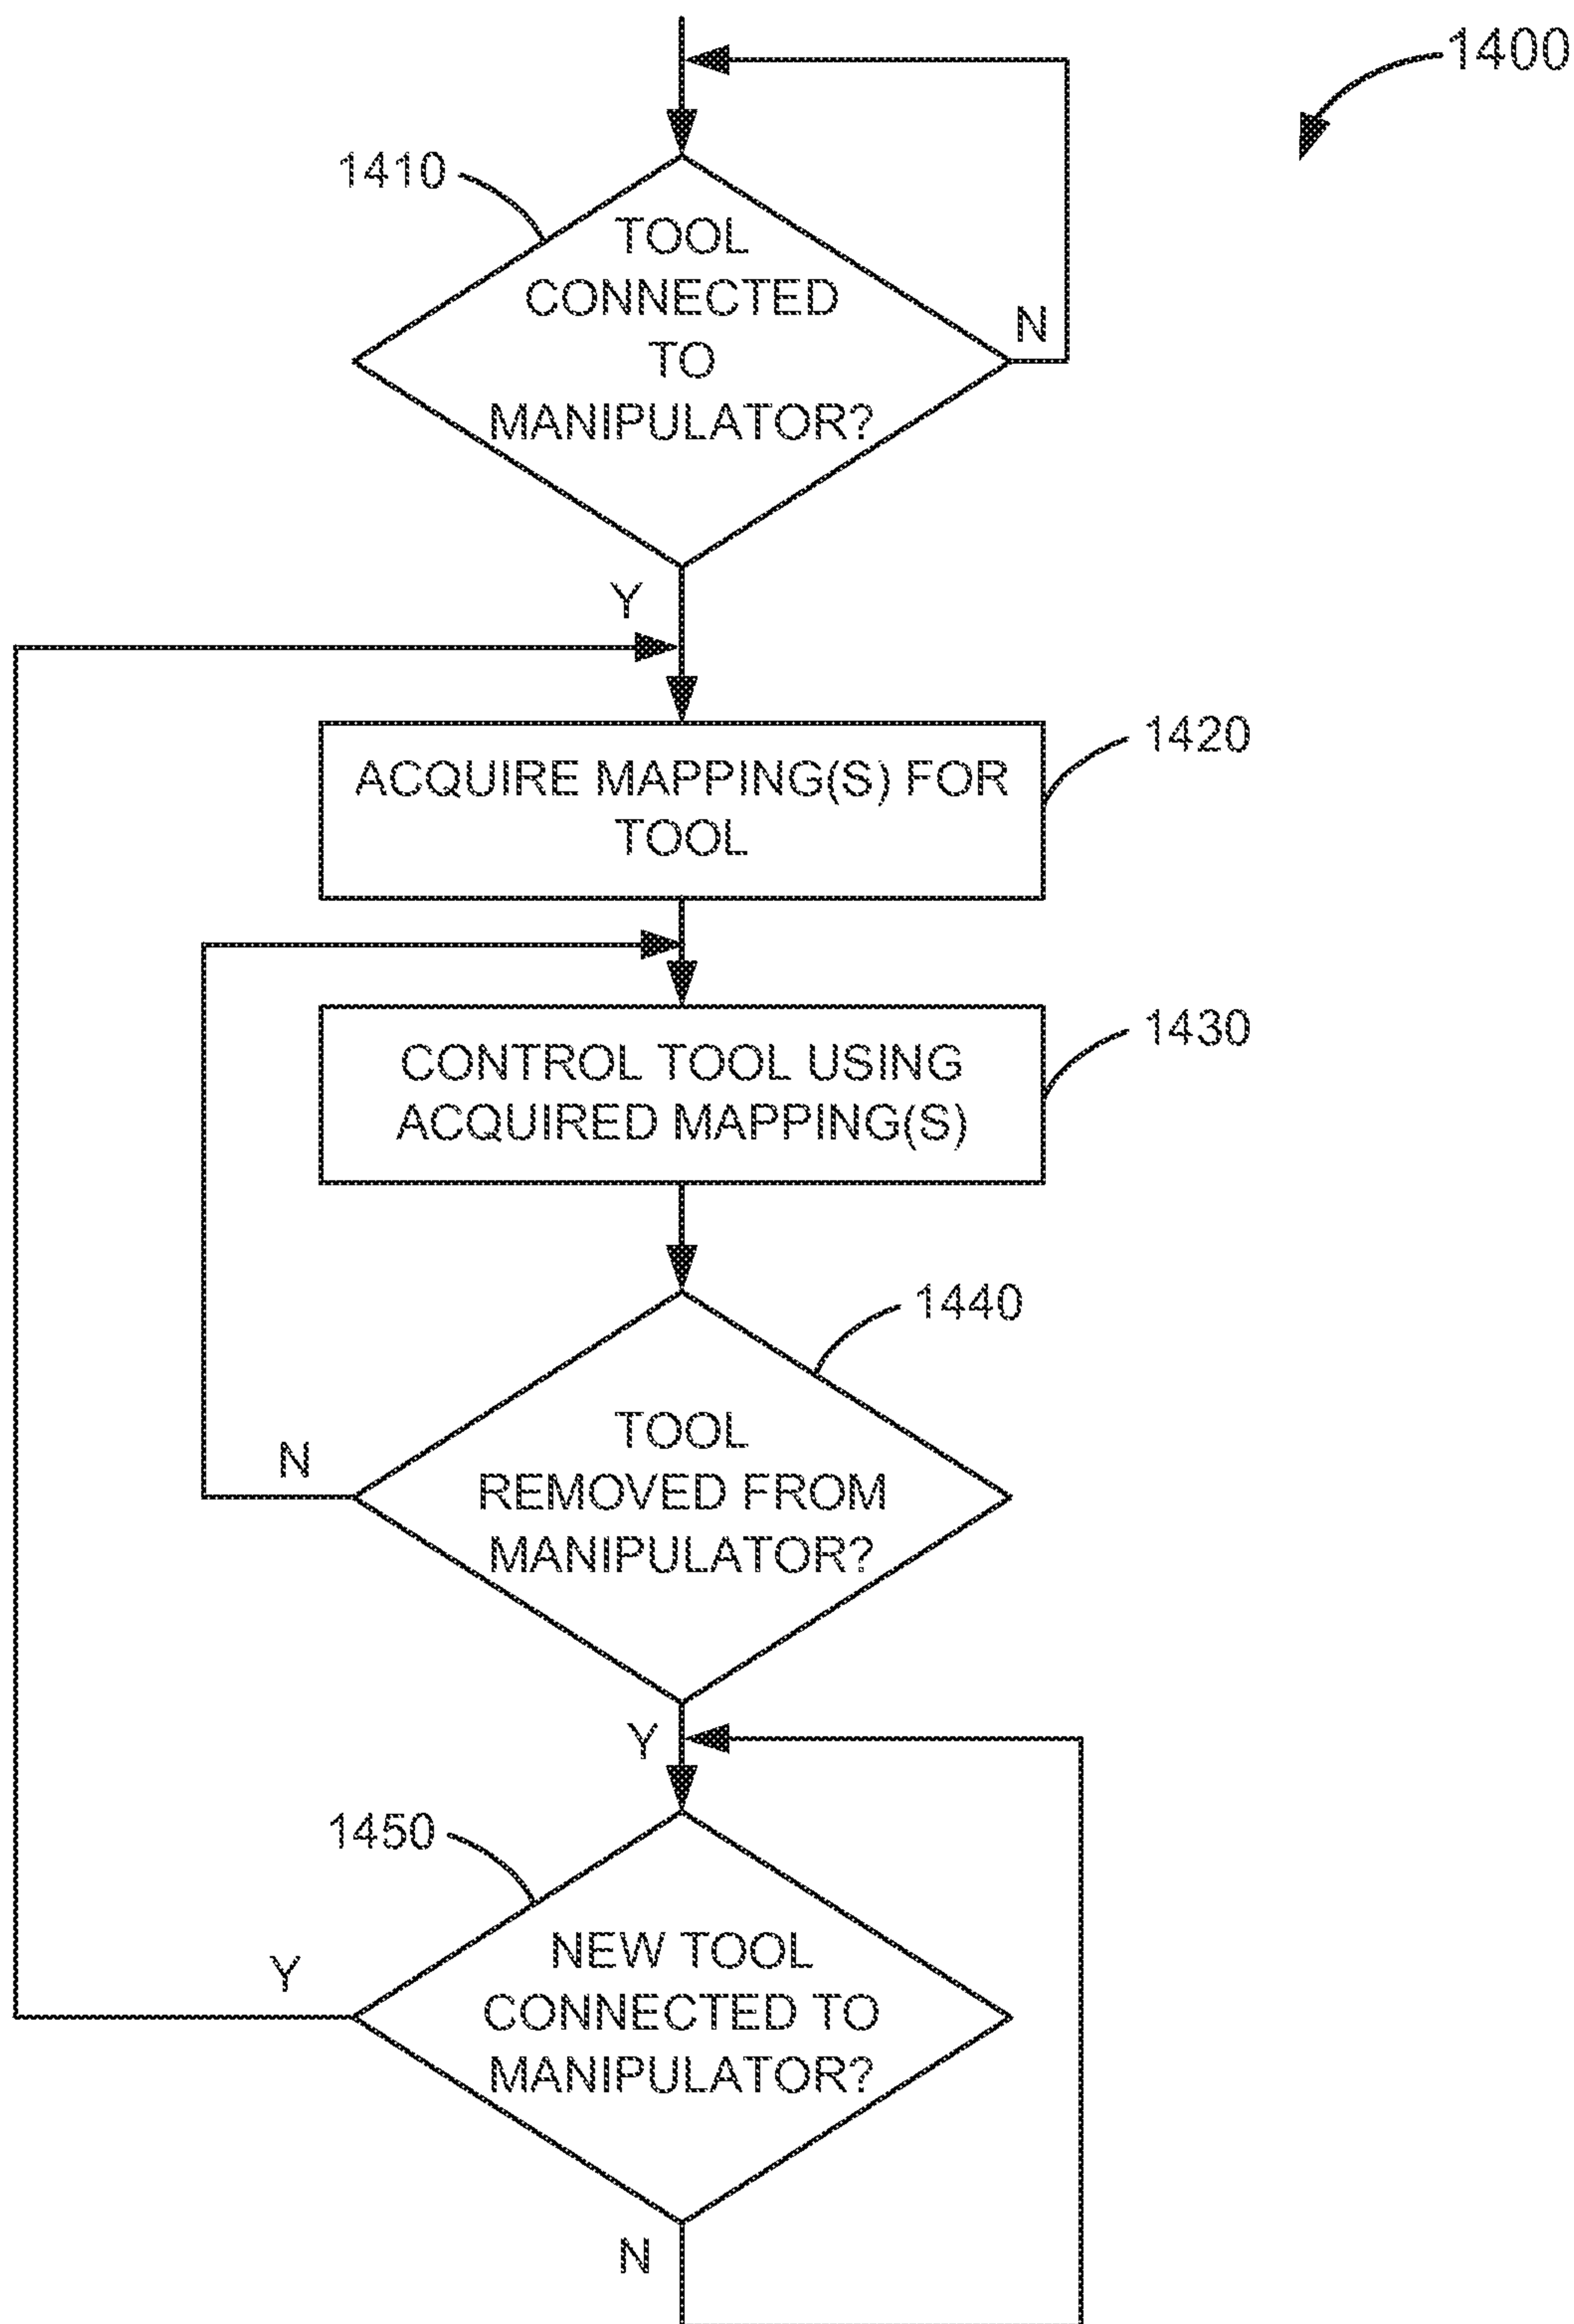 1400
1410
TOOL
CONNECTED
TO
MANIPULATOR?
N
Y
ACQUIRE MAPPING(S) FOR
TOOL
1420
CONTROL TOOL USING
ACQUIRED MAPPING(S)
1430
1440
TOOL
REMOVED FROM
MANIPULATOR?
N
Y
1450
NEW TOOL
CONNECTED TO
MANIPULATOR?
Y
N